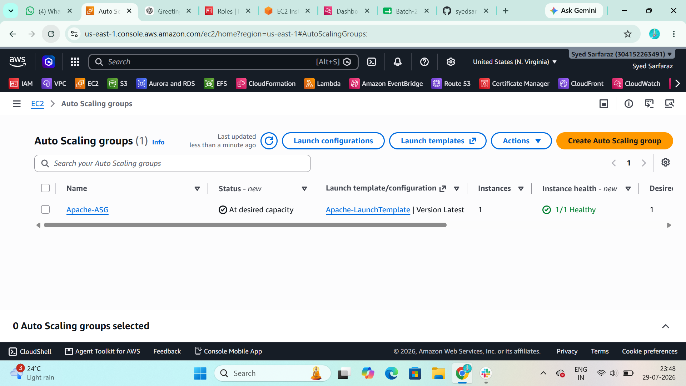 (4) Wha
Auto Sc
Greetin
Roles |
EC2 Ins
Dashbo
Batch-
syedsar
Ask Gemini
us-east-1.console.aws.amazon.com/ec2/home?region=us-east-1#AutoScalingGroups:
aws
Search
[Alt+S]
United States (N. Virginia)
Syed Sarfaraz (304152263491)
Syed Sarfaraz
IAM
VPC
EC2
S3
Aurora and RDS
EFS
CloudFormation
Lambda
Amazon EventBridge
Route 53
Certificate Manager
CloudFront
CloudWatch
EC2 > Auto Scaling groups
Auto Scaling groups (1) Info
Last updated
less than a minute ago
Launch configurations
Launch templates
Actions
Create Auto Scaling group
Search your Auto Scaling groups
1
Name
Status - new
Launch template/configuration
Instances
Instance health - new
Desired
Apache-ASG
At desired capacity
Apache-LaunchTemplate | Version Latest
1
1/1 Healthy
1
0 Auto Scaling groups selected
CloudShell
Agent Toolkit for AWS
Feedback
Console Mobile App
© 2026, Amazon Web Services, Inc. or its affiliates.
Privacy
Terms
Cookie preferences
24°C
Light rain
Search
ENG
IN
23:48
29-07-2026